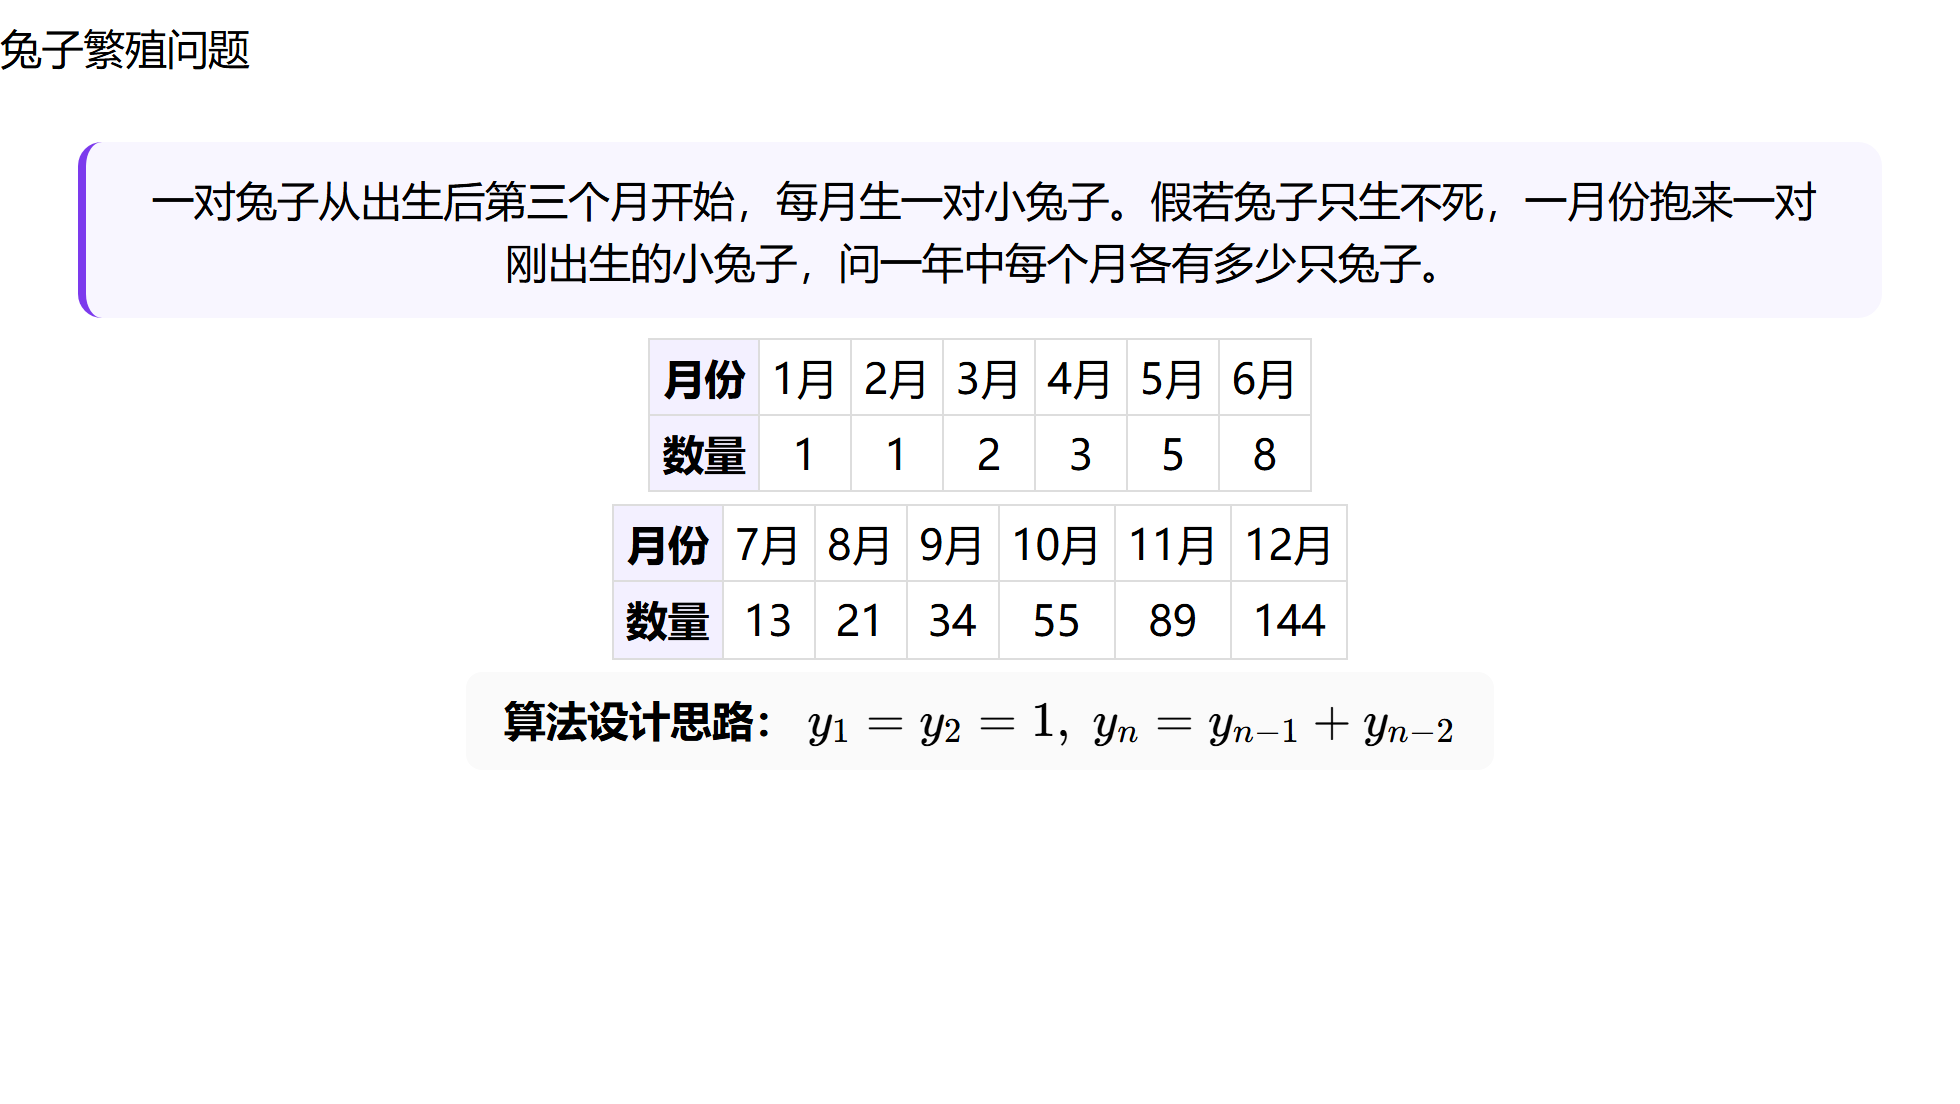 兔子繁殖问题
一对兔子从出生后第三个月开始，每月生一对小兔子。假若兔子只生不死，一月份抱来一对
刚出生的小兔子，问一年中每个月各有多少只兔子。
月份 1月 2月 3月 4月 5月 6月
数量 1 1 2 3 5 8
月份 7月 8月 9月 10月 11月 12月
数量 13 21 34 55 89 144
算法设计思路： $y_1 = y_2 = 1, y_n = y_{n-1} + y_{n-2}$